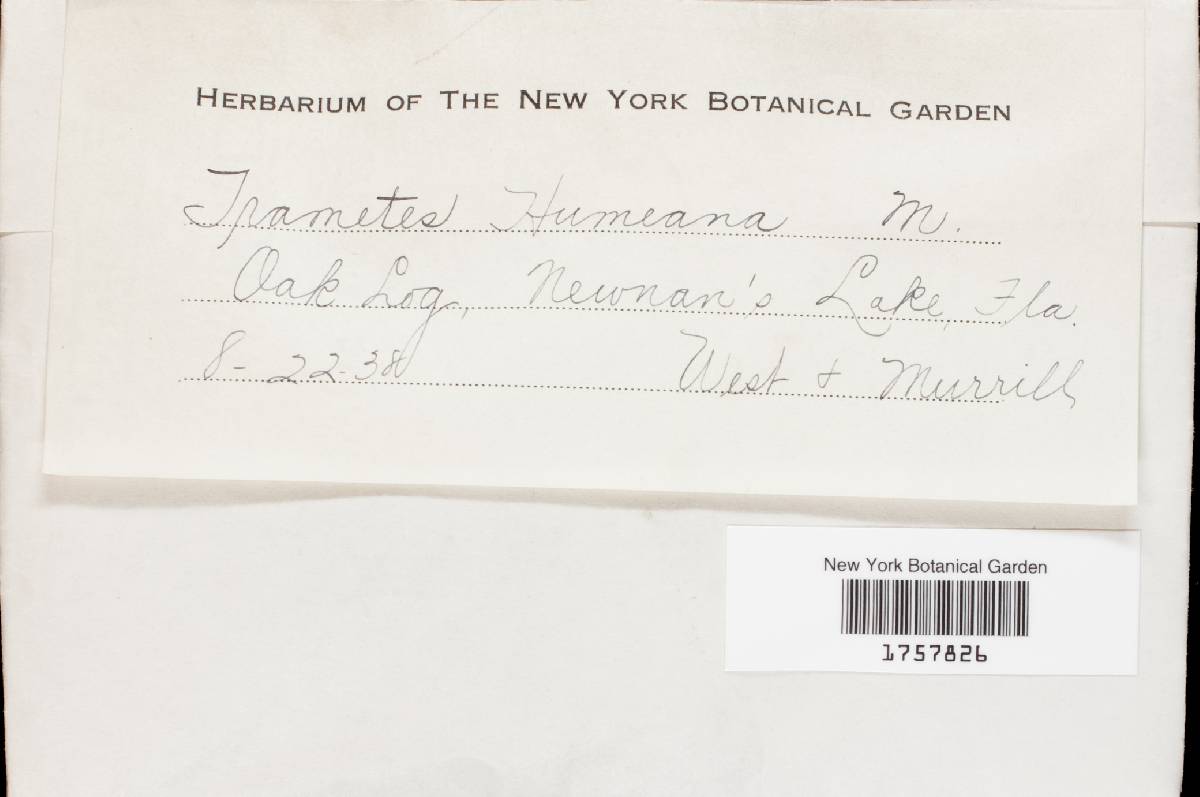 HERBARIUM OF THE NEW YORK BOTANICAL GARDEN
Trametes Humeana M.
Oak Log, Newnan's Lake, Fla.
8-22-38 West & Murrill
New York Botanical Garden
1757826